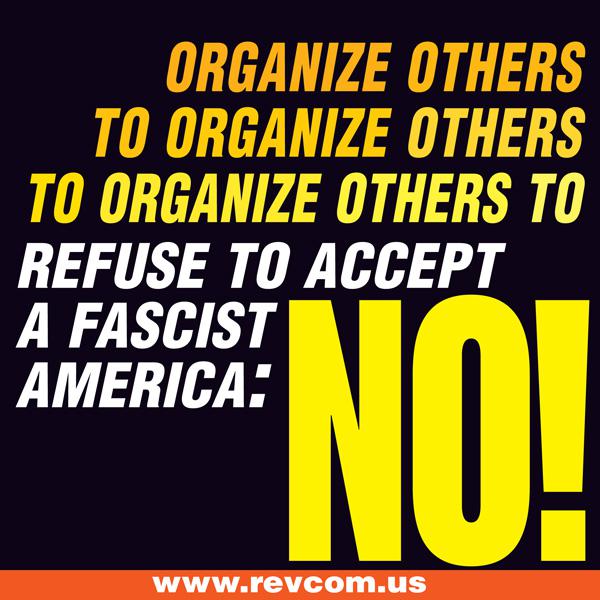 ORGANIZE OTHERS
TO ORGANIZE OTHERS
TO ORGANIZE OTHERS TO
REFUSE TO ACCEPT
A FASCIST
AMERICA:
NO!
www.revcom.us